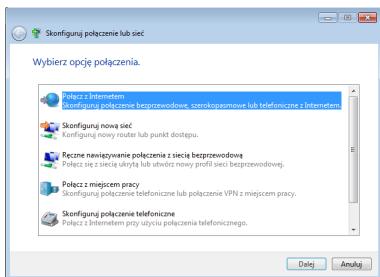 Skonfiguruj połączenie lub sieć
Wybierz opcję połączenia.
Połącz z Internetem
Skonfiguruj połączenie bezprzewodowe, szerokopasmowe lub telefoniczne z Internetem.
Skonfiguruj nową sieć
Konfiguruj nowy router lub punkt dostępu.
Ręczne nawiązywanie połączenia z siecią bezprzewodową
Połącz się z siecią ukrytą lub utwórz nowy profil sieci bezprzewodowej.
Połącz z miejscem pracy
Skonfiguruj połączenie telefoniczne lub połączenie VPN z miejscem pracy.
Skonfiguruj połączenie telefoniczne
Połącz z Internetem przy użyciu połączenia telefonicznego.
Dalej
Anuluj